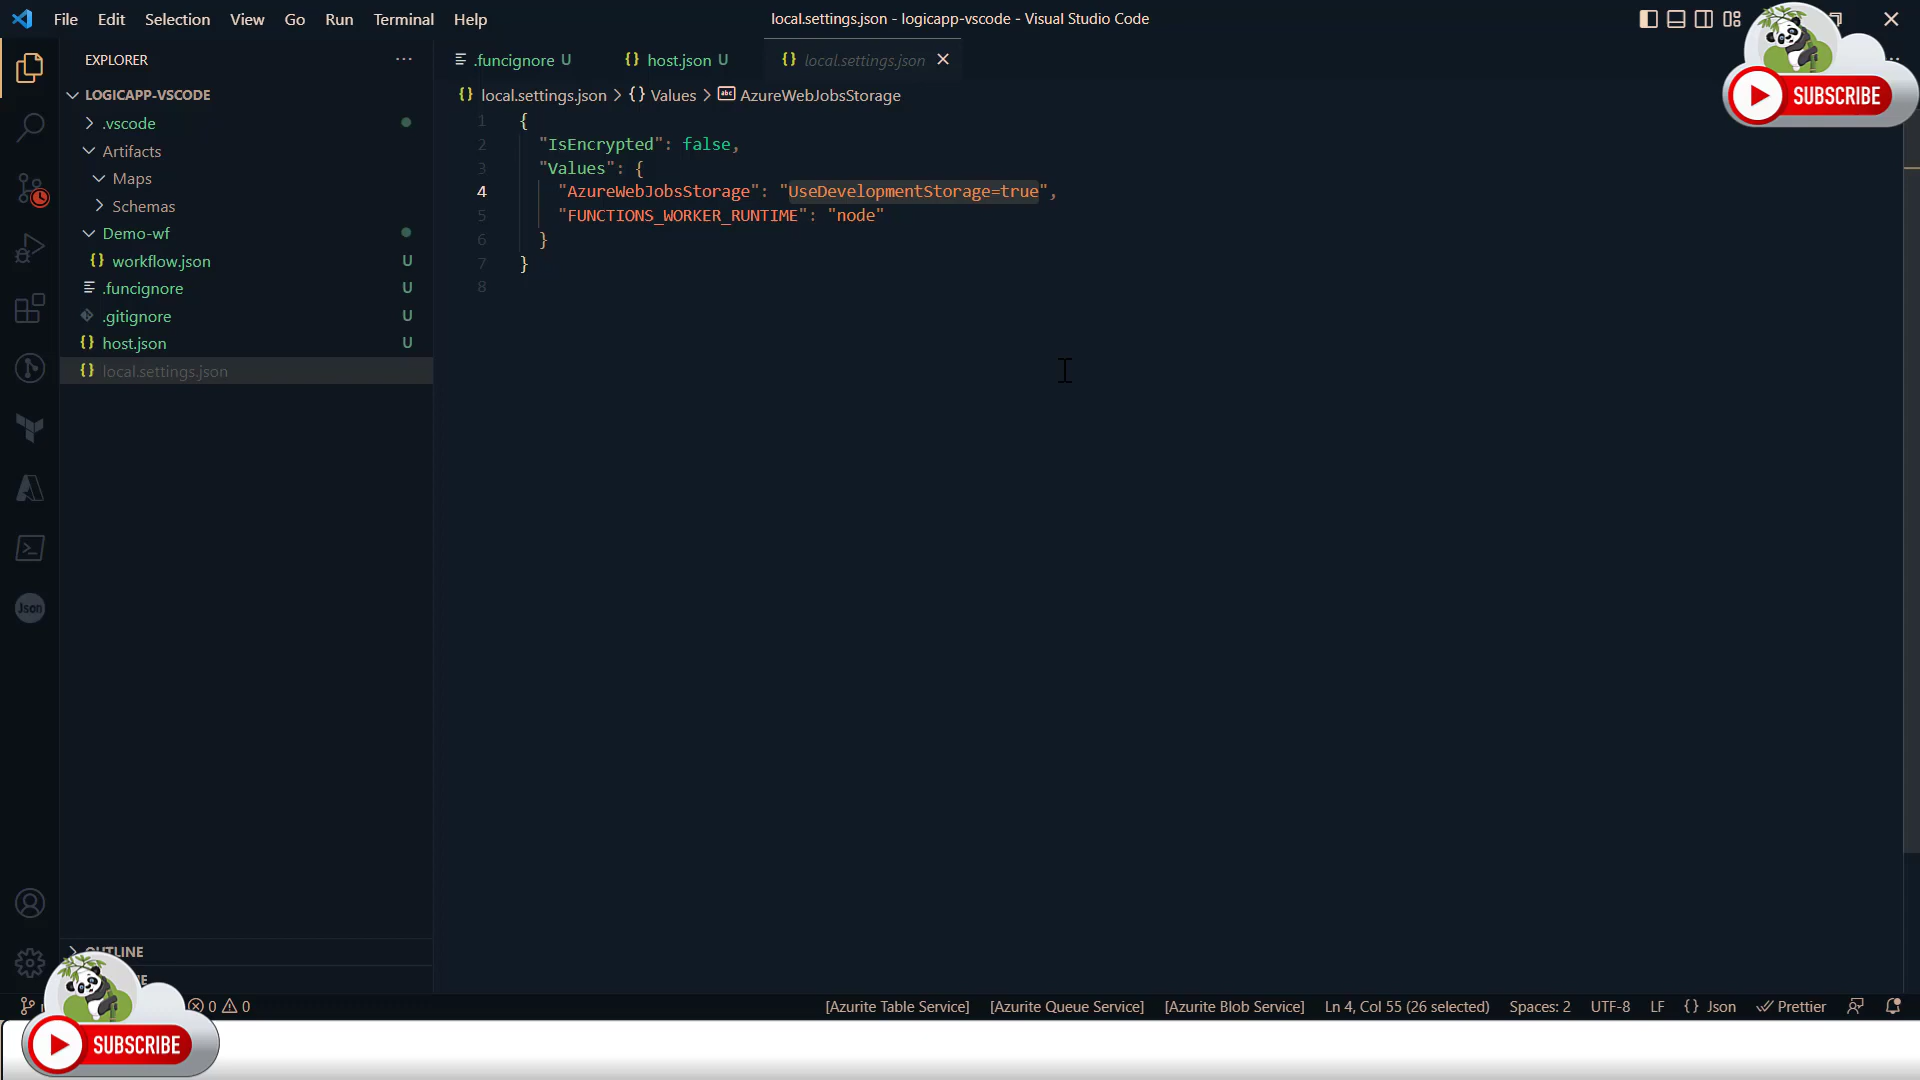 File Edit Selection View Go Run Terminal Help
local.settings.json - logicapp-vscode - Visual Studio Code
SUBSCRIBE
EXPLORER
LOGICAPP-VSCODE
.vscode
Artifacts
Maps
Schemas
Demo-wf
workflow.json U
.funcignore U
.gitignore U
host.json U
local.settings.json
OUTLINE
.funcignore U host.json U local.settings.json
local.settings.json > {} Values > AzureWebJobsStorage
1 {
2 "IsEncrypted": false,
3 "Values": {
4 "AzureWebJobsStorage": "UseDevelopmentStorage=true",
5 "FUNCTIONS_WORKER_RUNTIME": "node"
6 }
7 }
8
Json
0 0 [Azurite Table Service] [Azurite Queue Service] [Azurite Blob Service] Ln 4, Col 55 (26 selected) Spaces: 2 UTF-8 LF {} Json Prettier
SUBSCRIBE